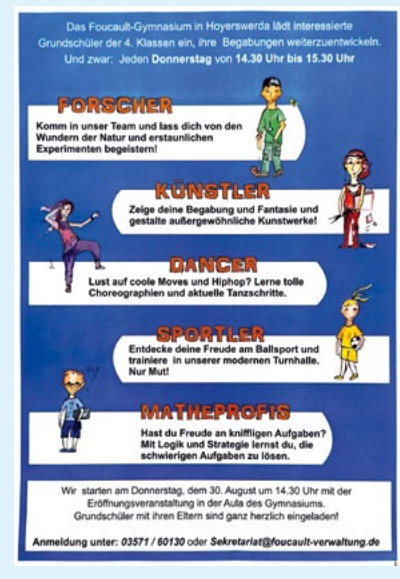 Das Foucault-Gymnasium in Hoyerswerda lädt interessierte
Grundschüler der 4. Klassen ein, ihre Begabungen weiterzuentwickeln.
Und zwar: Jeden Donnerstag von 14.30 Uhr bis 15.30 Uhr
FORSCHER
Komm in unser Team und lass dich von den
Wundern der Natur und erstaunlichen
Experimenten begeistern!
KÜNSTLER
Zeige deine Begabung und Fantasie und
gestalte außergewöhnliche Kunstwerke!
DANCER
Lust auf coole Moves und Hiphop? Lerne tolle
Choreographien und aktuelle Tanzschritte.
SPORTLER
Entdecke deine Freude am Ballsport und
trainiere in unserer modernen Turnhalle.
Nur Mut!
MATHEPROFIS
Hast du Freude an kniffligen Aufgaben?
Mit Logik und Strategie lernst du, die
schwierigen Aufgaben zu lösen.
Wir starten am Donnerstag, dem 30. August um 14.30 Uhr mit der
Eröffnungsveranstaltung in der Aula des Gymnasiums.
Grundschüler mit ihren Eltern sind ganz herzlich eingeladen!
Anmeldung unter: 03571 / 60130 oder Sekretariat@foucault-verwaltung.de